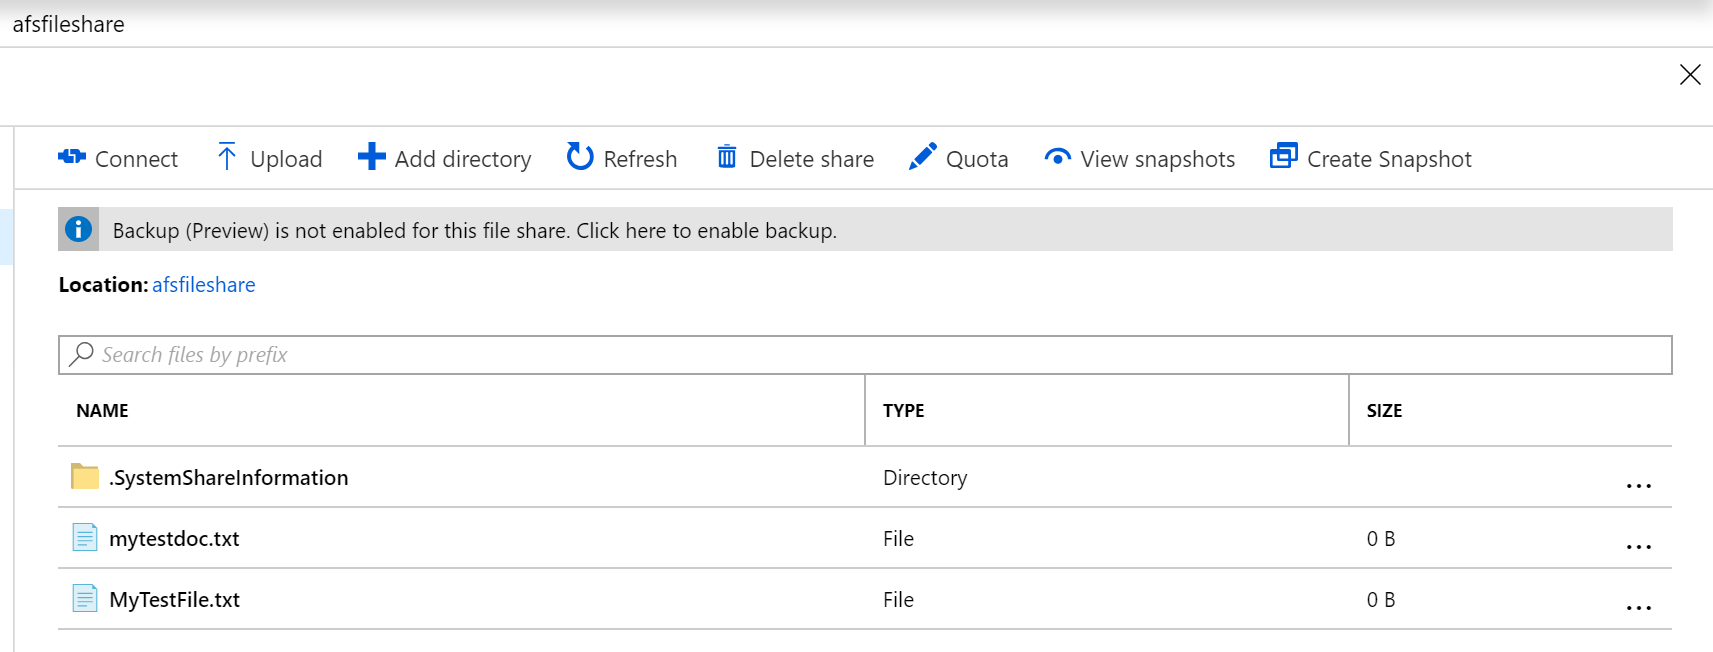 afsfileshare
Connect Upload Add directory Refresh Delete share Quota View snapshots Create Snapshot
Backup (Preview) is not enabled for this file share. Click here to enable backup.
Location: afsfileshare
Search files by prefix
NAME TYPE SIZE
.SystemShareInformation Directory ...
mytestdoc.txt File 0 B ...
MyTestFile.txt File 0 B ...